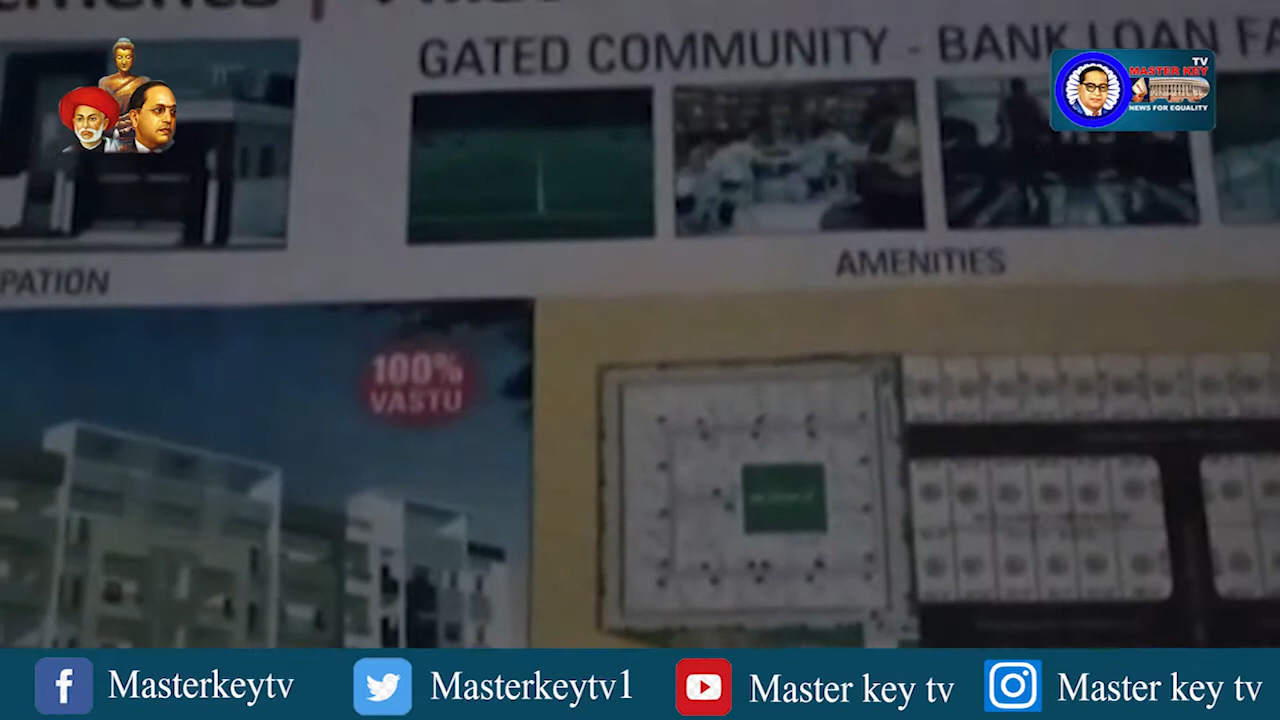 GATED COMMUNITY - BANK LOAN FA
TV
MASTER KEY
NEWS FOR EQUALITY
AMENITIES
PATION
100%
VASTU
Masterkeytv
Masterkeytv1
Master key tv
Master key tv